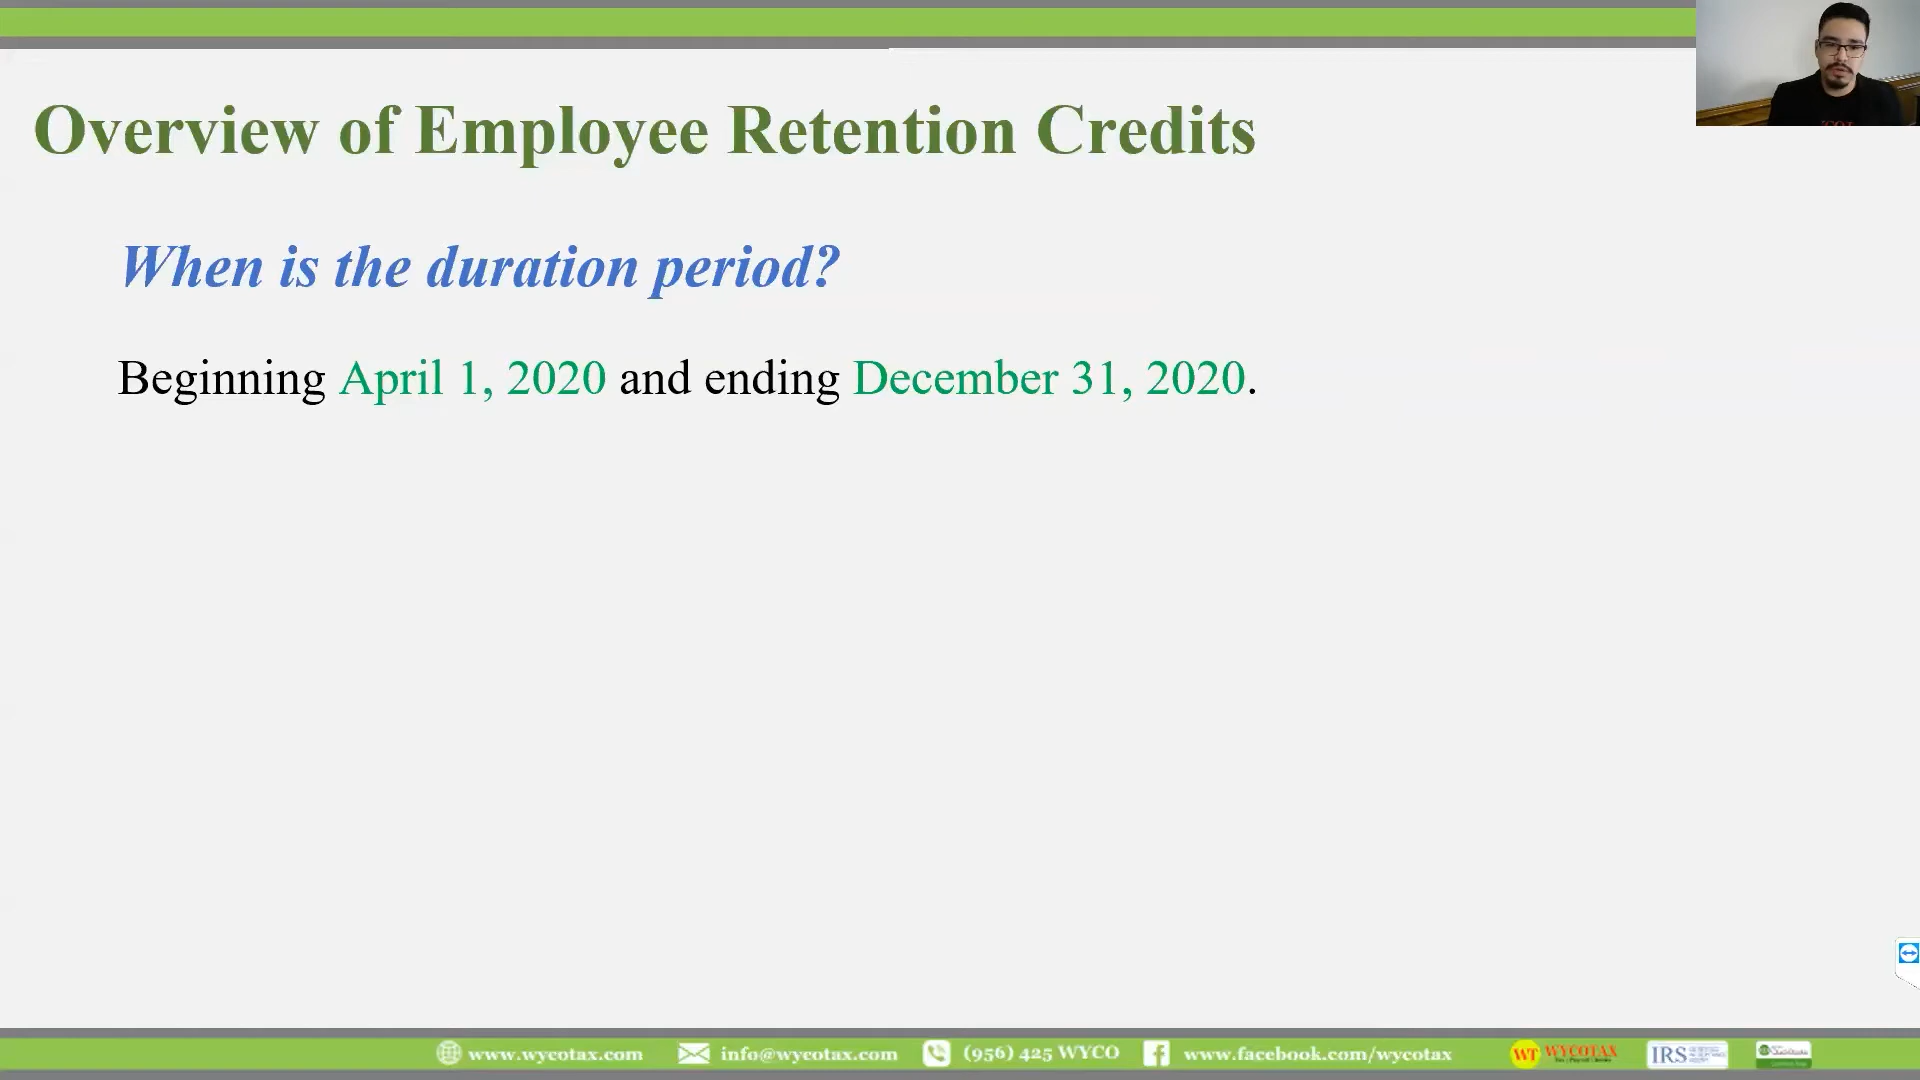 Overview of Employee Retention Credits
When is the duration period?
Beginning April 1, 2020 and ending December 31, 2020.
www.wycotax.com info@wycotax.com (956) 425 WYCO www.facebook.com/wycotax WT WYCOTAX IRS